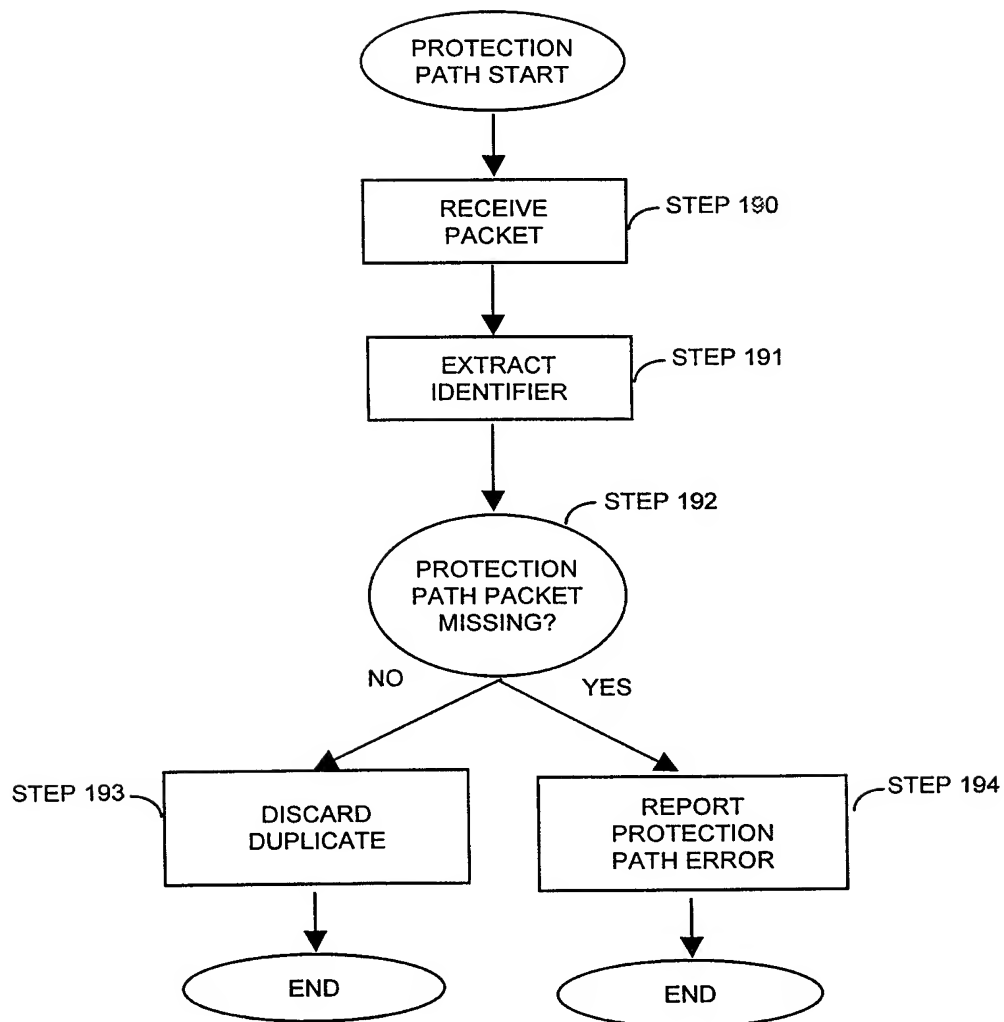 PROTECTION
PATH START
RECEIVE
PACKET
STEP 190
EXTRACT
IDENTIFIER
STEP 191
STEP 192
PROTECTION
PATH PACKET
MISSING?
NO
YES
STEP 193
DISCARD
DUPLICATE
REPORT
PROTECTION
PATH ERROR
STEP 194
END
END